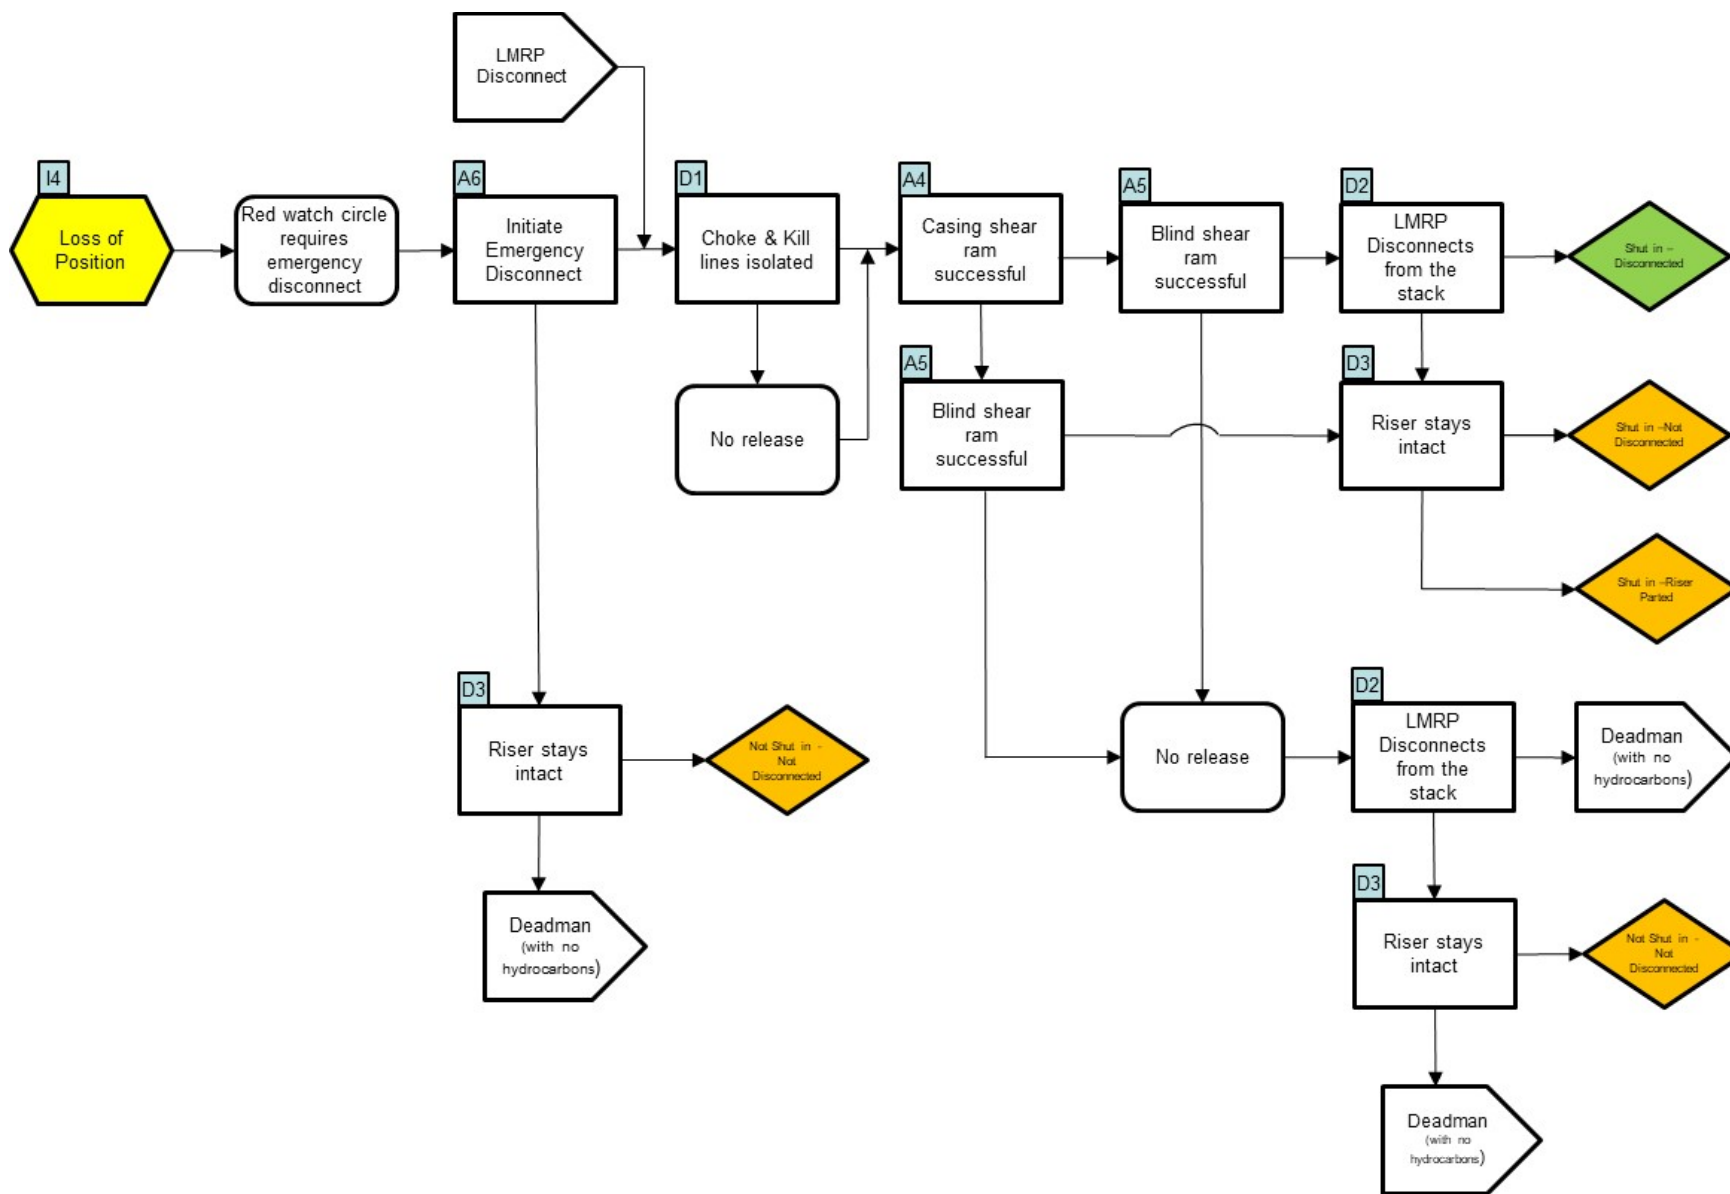 LMRP
Disconnect
I4
Loss of
Position
Red watch circle
requires
emergency
disconnect
A6
Initiate
Emergency
Disconnect
D1
Choke & Kill
lines isolated
A4
Casing shear
ram
successful
A5
Blind shear
ram
successful
D2
LMRP
Disconnects
from the
stack
Shut in –
Disconnected
No release
A5
Blind shear
ram
successful
D3
Riser stays
intact
Shut in –Not
Disconnected
Shut in –Riser
Parted
D3
Riser stays
intact
Not Shut in -
Not
Disconnected
No release
D2
LMRP
Disconnects
from the
stack
Deadman
(with no
hydrocarbons)
Deadman
(with no
hydrocarbons)
D3
Riser stays
intact
Not Shut in -
Not
Disconnected
Deadman
(with no
hydrocarbons)